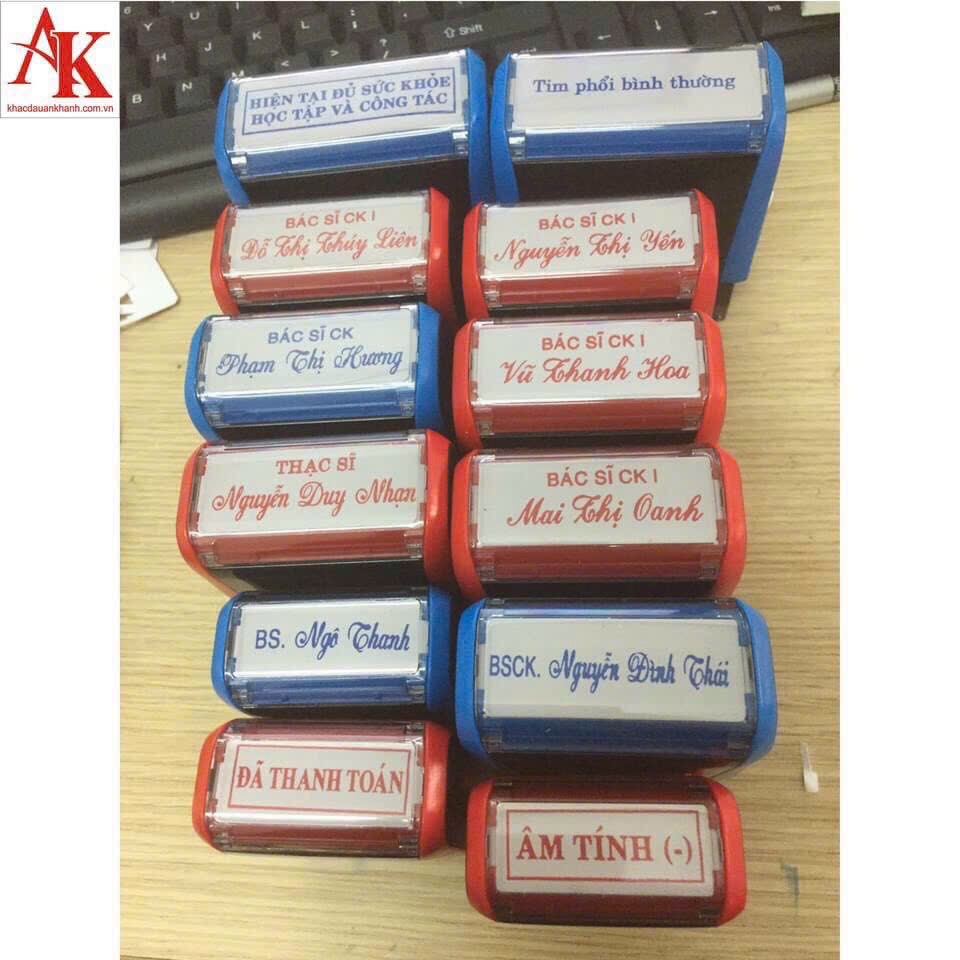 AK
khacdauankhanh.com.vn
Shift
HIỆN TẠI ĐỦ SỨC KHỎE
HỌC TẬP VÀ CÔNG TÁC
Tim phổi bình thường
BÁC SĨ CK I
Đỗ Thị Thúy Liên
BÁC SĨ CK I
Nguyễn Thị Yến
BÁC SĨ CK
Phạm Thị Hương
BÁC SĨ CK I
Vũ Thanh Hoa
THẠC SĨ
Nguyễn Duy Nhạn
BÁC SĨ CK I
Mai Thị Oanh
BS. Ngô Thanh
BSCK. Nguyễn Đình Thái
ĐÃ THANH TOÁN
ÂM TÍNH (-)